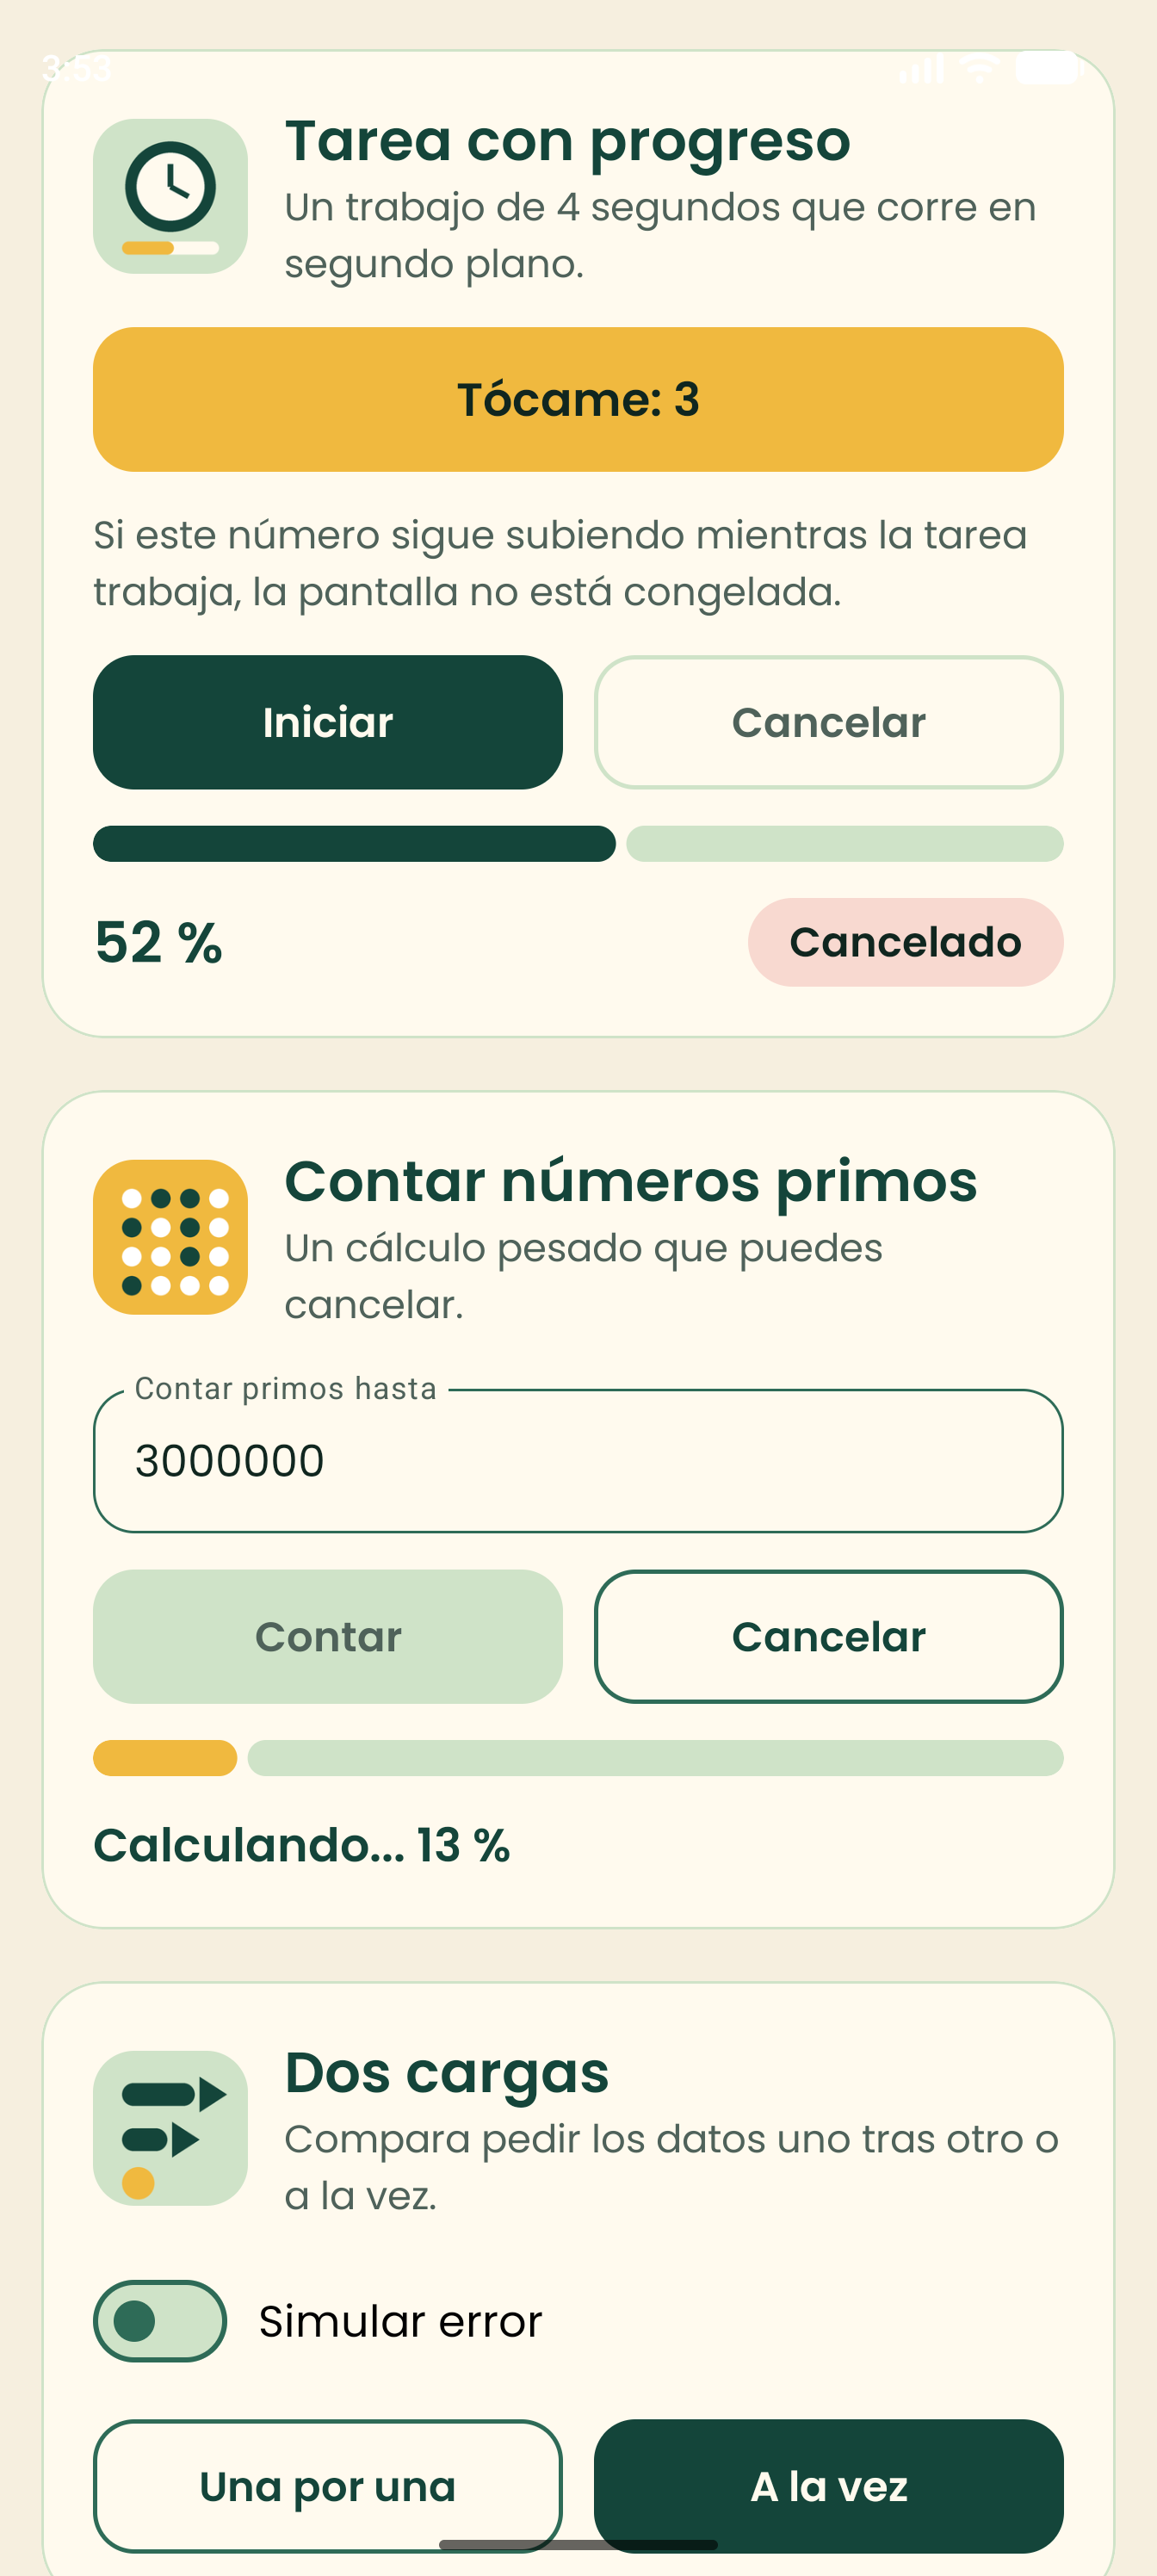 3:53
Tarea con progreso
Un trabajo de 4 segundos que corre en
segundo plano.
Tócame: 3
Si este número sigue subiendo mientras la tarea
trabaja, la pantalla no está congelada.
Iniciar
Cancelar
52 %
Cancelado
Contar números primos
Un cálculo pesado que puedes
cancelar.
Contar primos hasta
3000000
Contar
Cancelar
Calculando... 13 %
Dos cargas
Compara pedir los datos uno tras otro o
a la vez.
Simular error
Una por una
A la vez